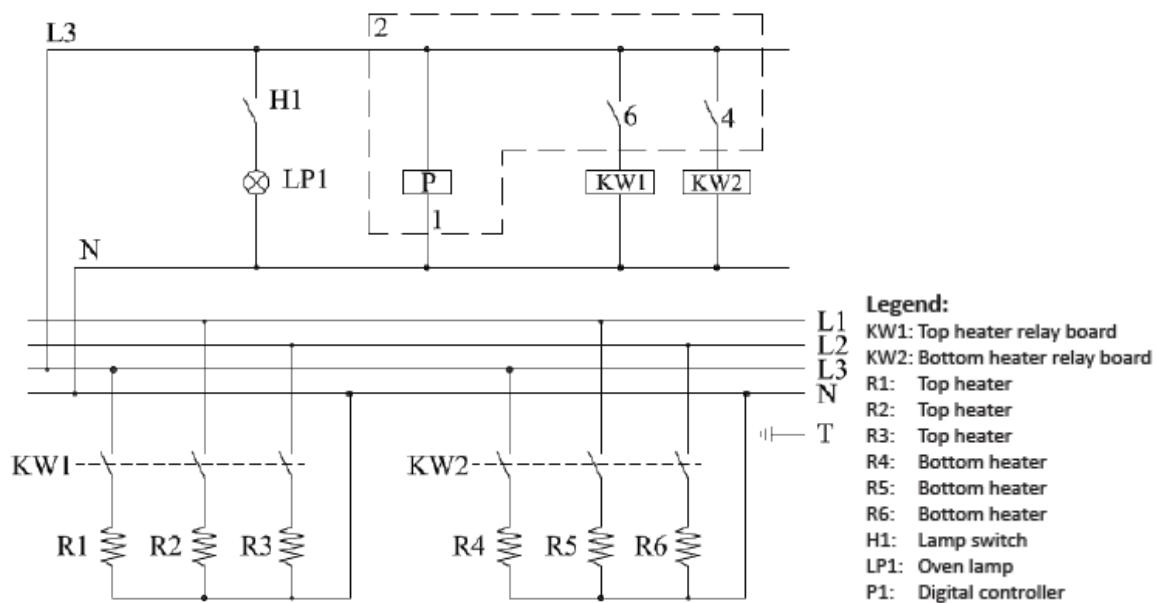 L3
2
H1
6
4
LP1
P
KW1
KW2
1
N
L1
L2
L3
N
T
KW1
KW2
R1
R2
R3
R4
R5
R6
Legend:
KW1: Top heater relay board
KW2: Bottom heater relay board
R1: Top heater
R2: Top heater
R3: Top heater
R4: Bottom heater
R5: Bottom heater
R6: Bottom heater
H1: Lamp switch
LP1: Oven lamp
P1: Digital controller